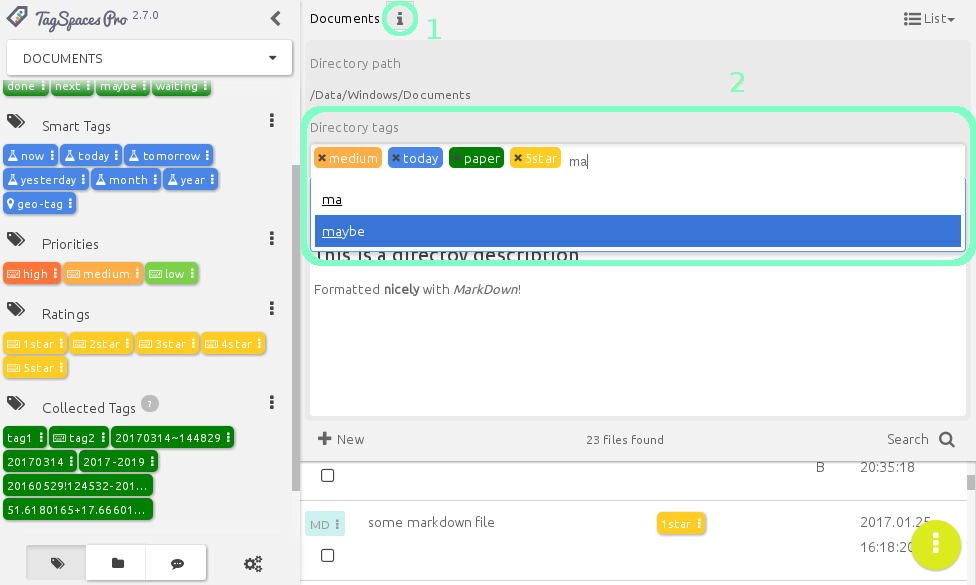 TagSpaces Pro 2.7.0
DOCUMENTS
done next maybe waiting
Smart Tags
now today tomorrow
yesterday month year
geo-tag
Priorities
high medium low
Ratings
1star 2star 3star 4star
5star
Collected Tags ?
tag1 tag2 20170314~144829
20170314 2017-2019
20160529!124532-201...
51.6180165+17.66601...
Documents 1 List
Directory path
2
/Data/Windows/Documents
Directory tags
medium today paper 5star ma
ma
maybe
This is a directoy description
Formatted nicely with MarkDown!
New 23 files found Search
B 20:35:18
MD some markdown file 1star 2017.01.25
16:18:20